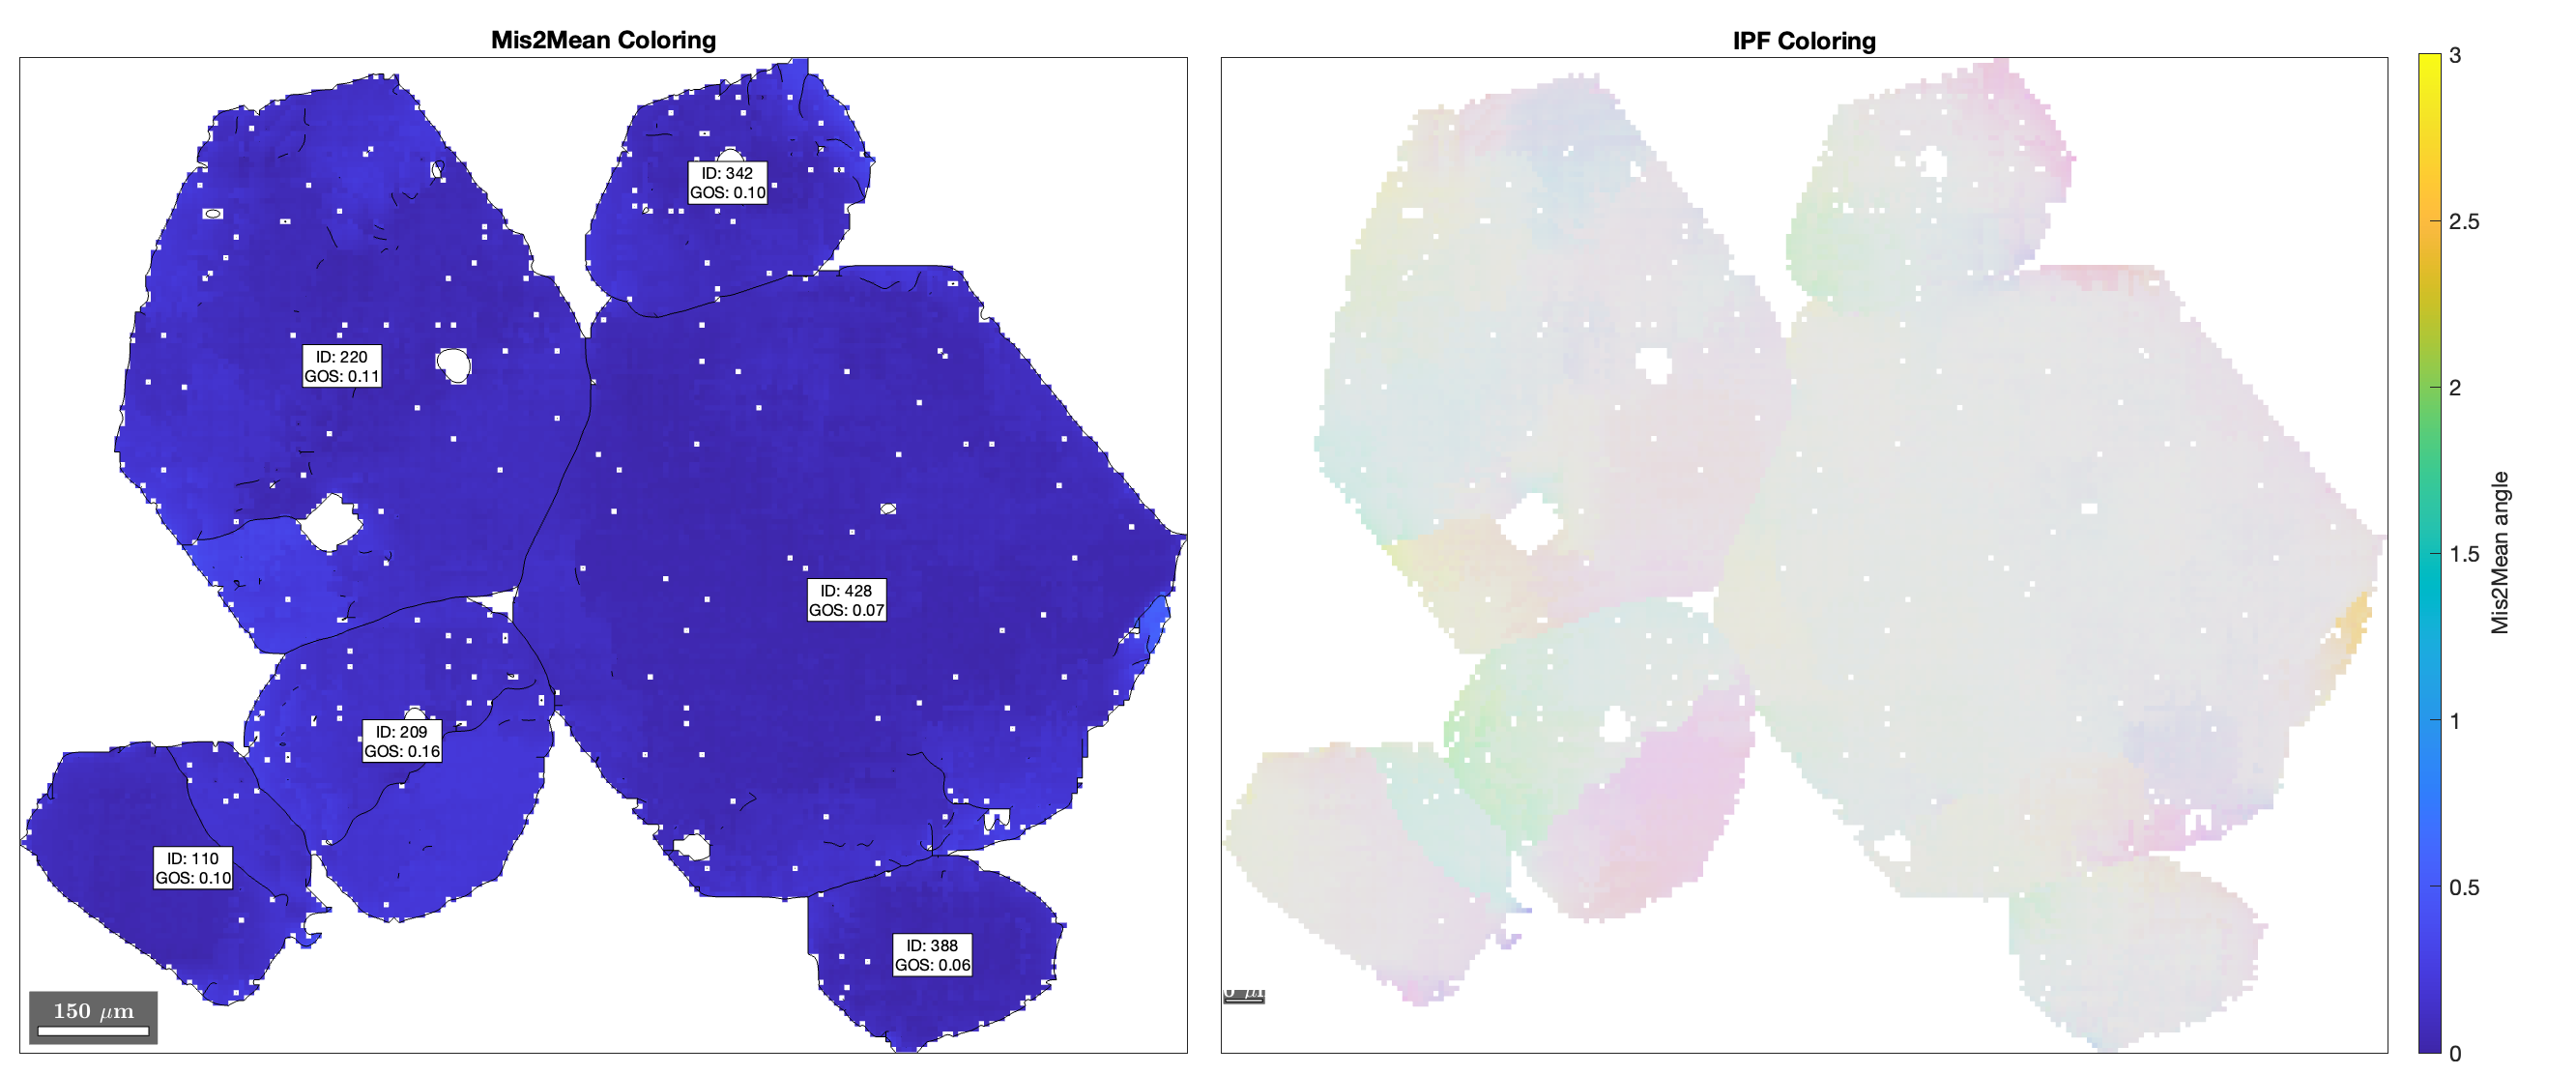 Mis2Mean Coloring
ID: 342
GOS: 0.10
ID: 220
GOS: 0.11
ID: 428
GOS: 0.07
ID: 209
GOS: 0.16
ID: 110
GOS: 0.10
ID: 388
GOS: 0.06
150 μm
IPF Coloring
3
2.5
2
1.5
1
0.5
0
Mis2Mean angle